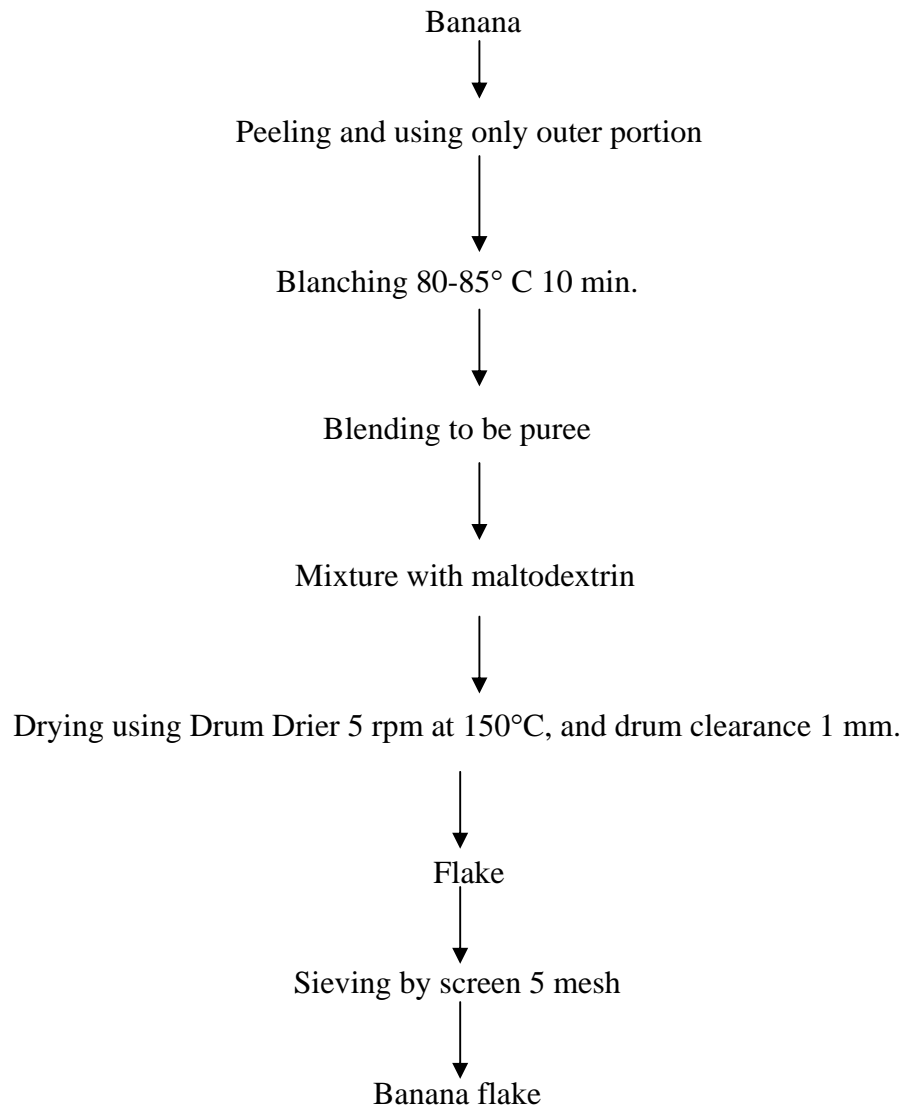 Banana
Peeling and using only outer portion
Blanching 80-85° C 10 min.
Blending to be puree
Mixture with maltodextrin
Drying using Drum Drier 5 rpm at 150°C, and drum clearance 1 mm.
Flake
Sieving by screen 5 mesh
Banana flake